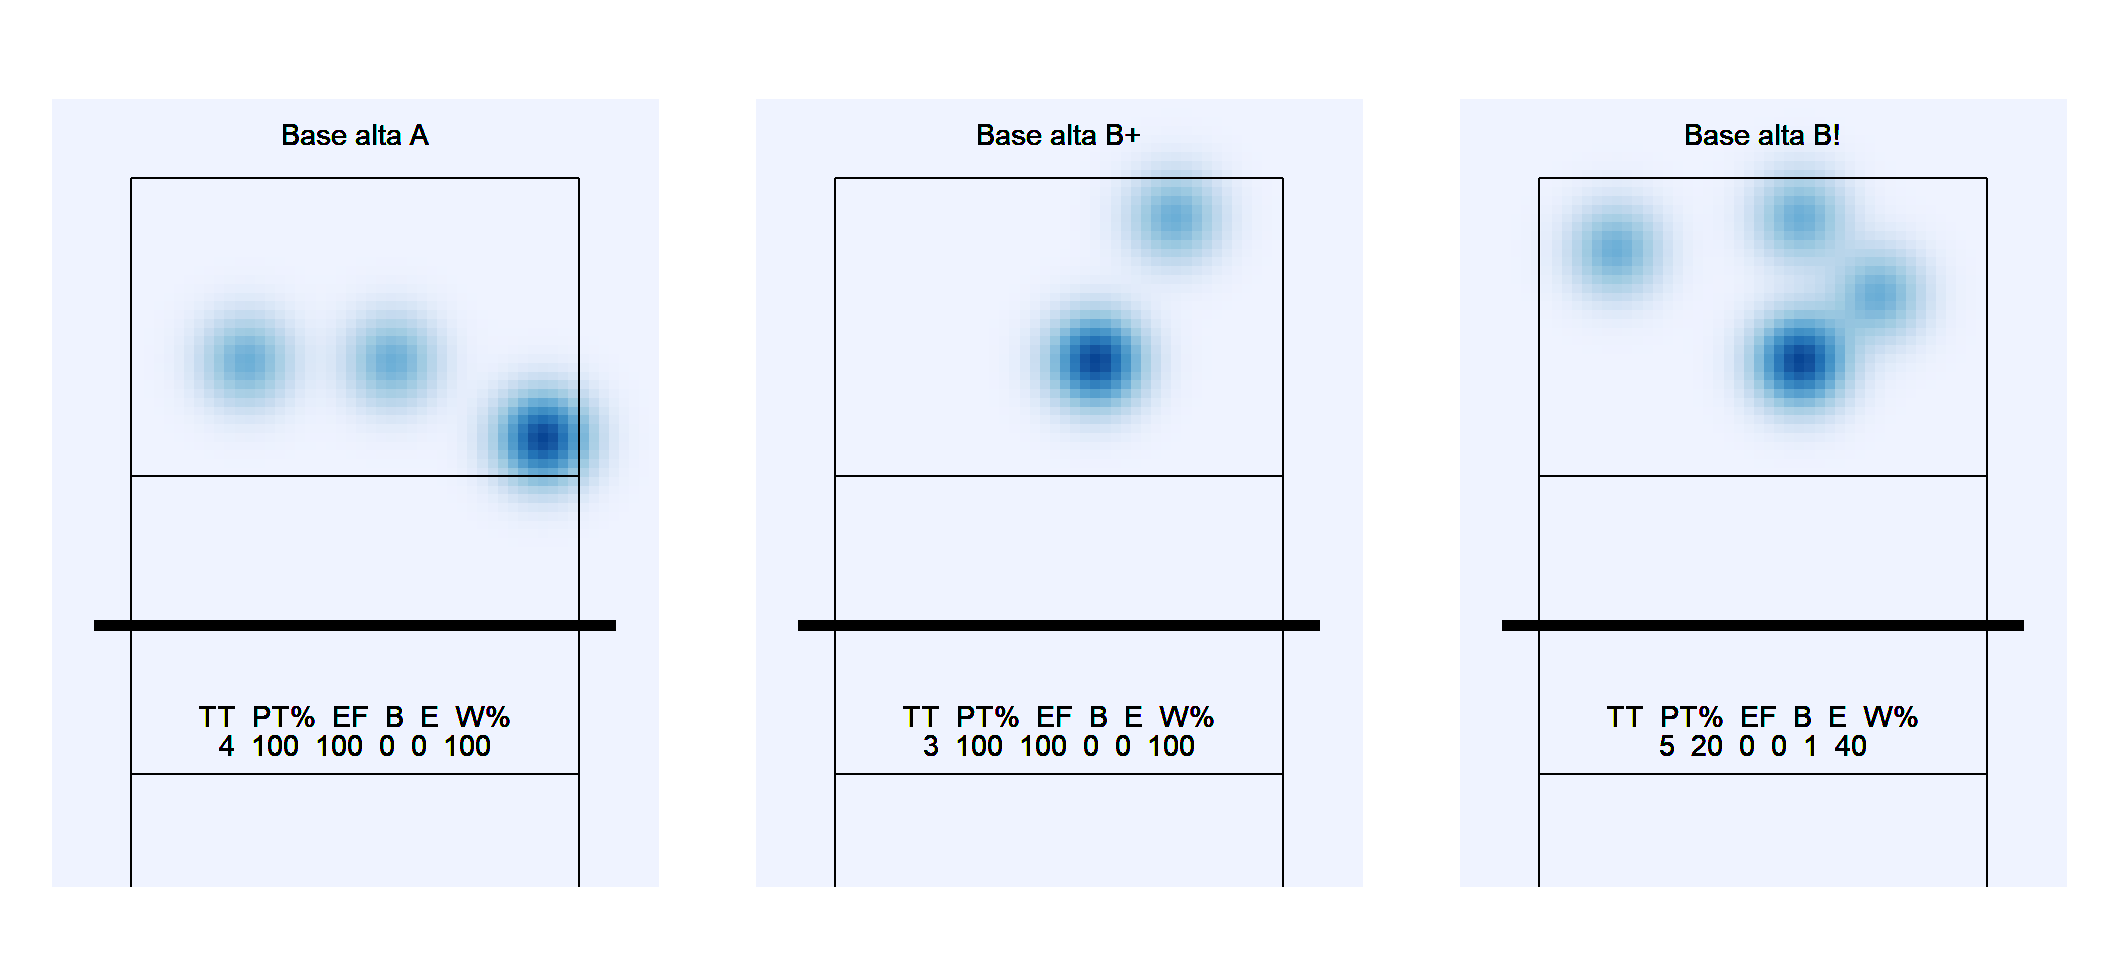 Base alta A
TT PT% EF B E W%
4 100 100 0 0 100
Base alta B+
TT PT% EF B E W%
3 100 100 0 0 100
Base alta B!
TT PT% EF B E W%
5 20 0 0 1 40